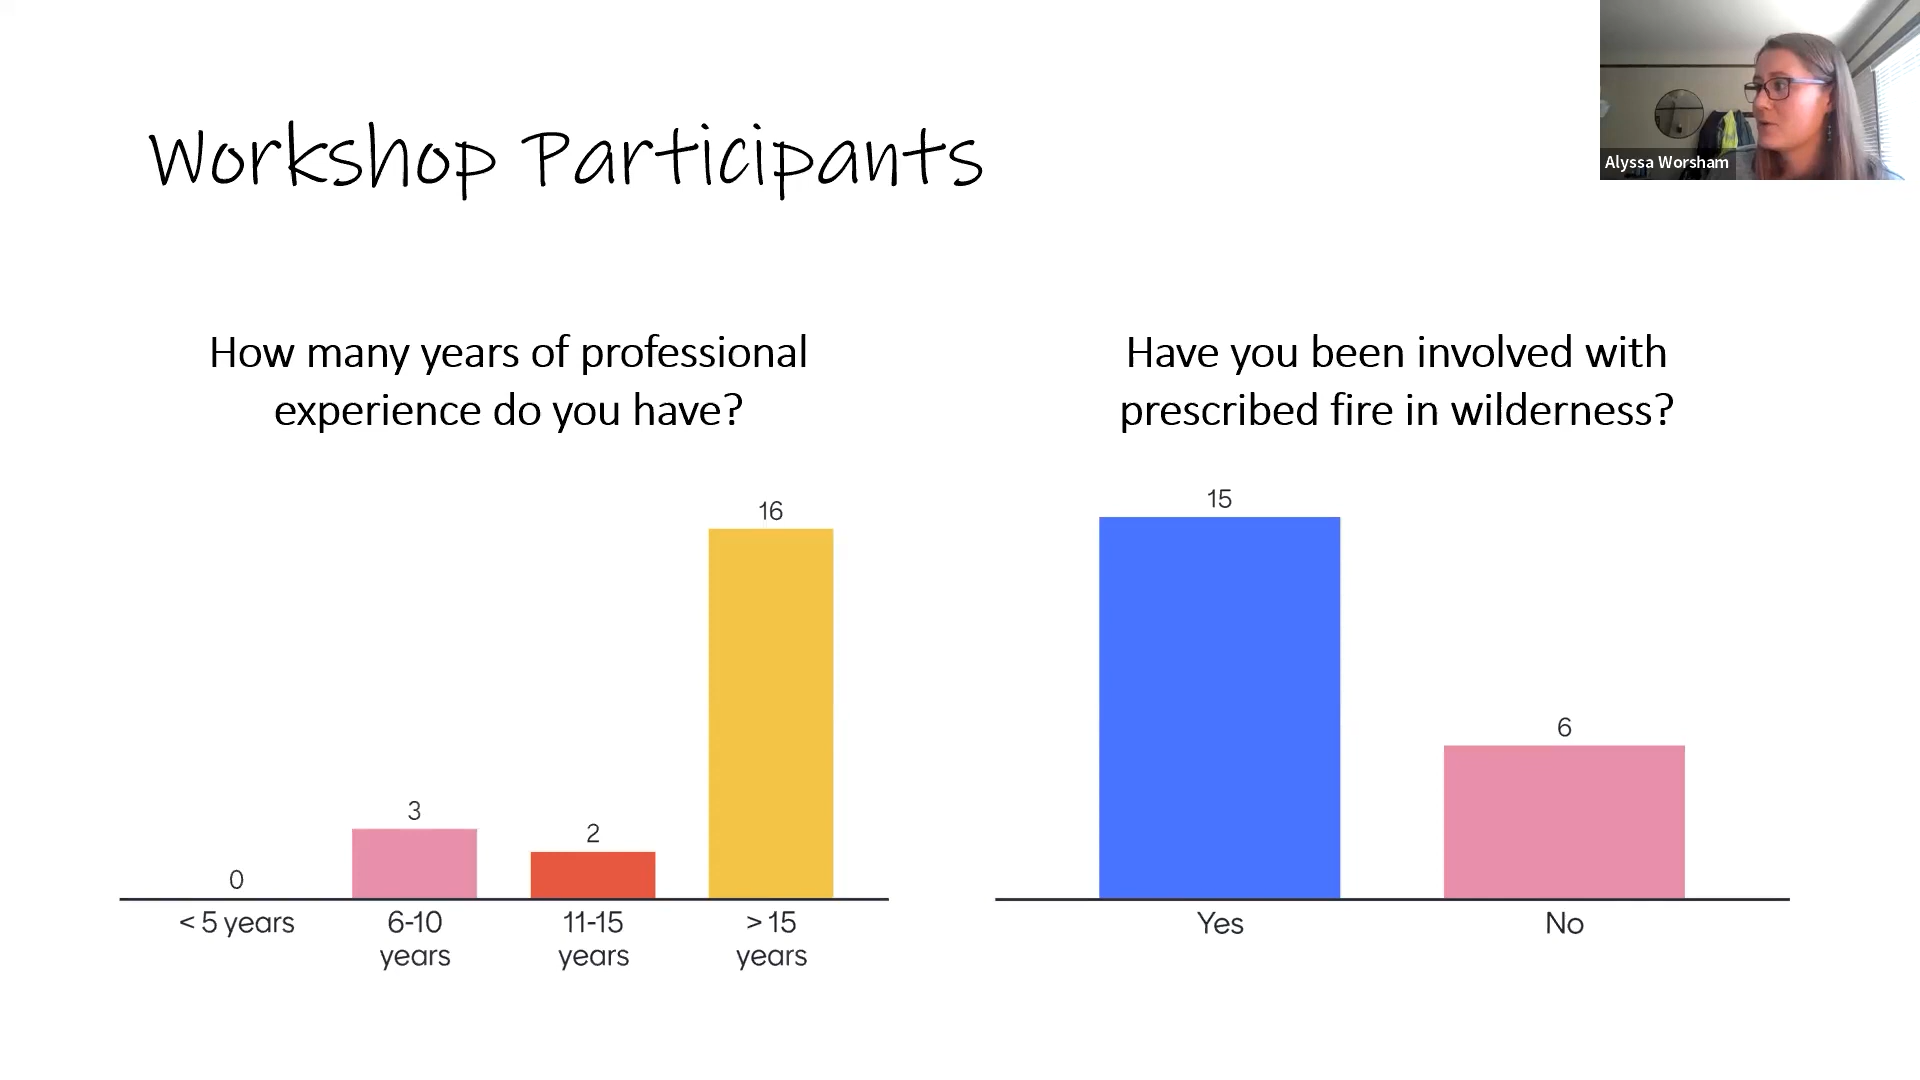 Workshop Participants
Alyssa Worsham
How many years of professional
experience do you have?
0
3
2
16
< 5 years
6-10
years
11-15
years
> 15
years
Have you been involved with
prescribed fire in wilderness?
15
6
Yes
No